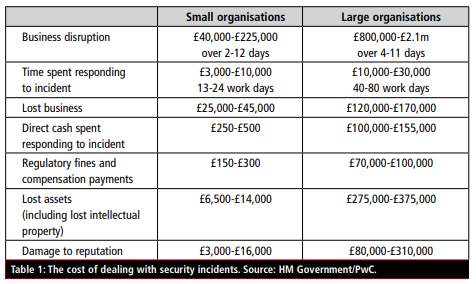 Small organisations Large organisations
Business disruption £40,000-£225,000 £800,000-£2.1m
over 2-12 days over 4-11 days
Time spent responding £3,000-£10,000 £10,000-£30,000
to incident 13-24 work days 40-80 work days
Lost business £25,000-£45,000 £120,000-£170,000
Direct cash spent £250-£500 £100,000-£155,000
responding to incident
Regulatory fines and £150-£300 £70,000-£100,000
compensation payments
Lost assets £6,500-£14,000 £275,000-£375,000
(including lost intellectual
property)
Damage to reputation £3,000-£16,000 £80,000-£310,000
Table 1: The cost of dealing with security incidents. Source: HM Government/PwC.